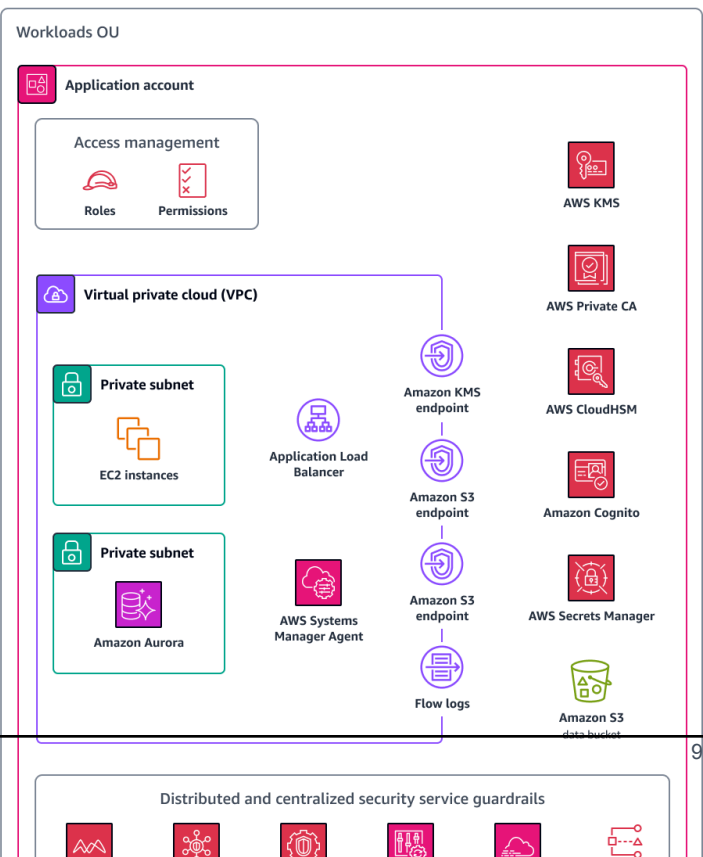 Workloads OU
Application account
Access management
Roles
Permissions
AWS KMS
AWS Private CA
Virtual private cloud (VPC)
Amazon KMS
endpoint
Private subnet
EC2 instances
Application Load
Balancer
AWS CloudHSM
Amazon S3
endpoint
Amazon Cognito
Private subnet
Amazon Aurora
AWS Systems
Manager Agent
Amazon S3
endpoint
AWS Secrets Manager
Flow logs
Amazon S3
data bucket
9
Distributed and centralized security service guardrails